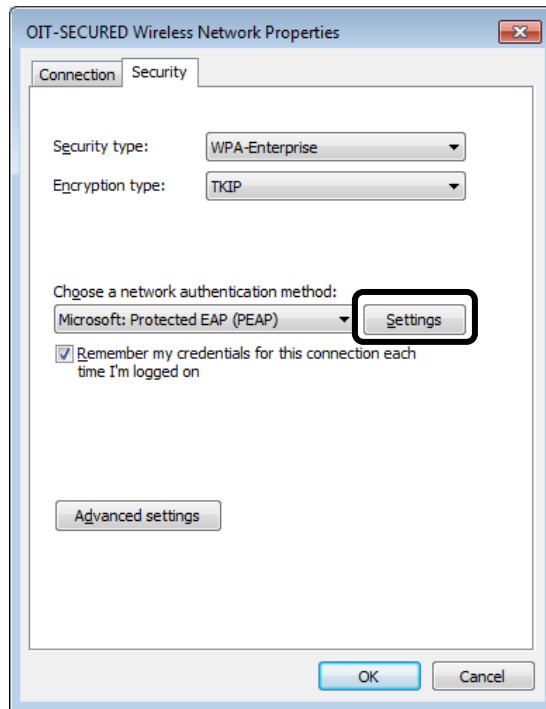 OIT-SECURED Wireless Network Properties
Connection Security
Security type: WPA-Enterprise
Encryption type: TKIP
Choose a network authentication method:
Microsoft: Protected EAP (PEAP) Settings
Remember my credentials for this connection each
time I'm logged on
Advanced settings
OK Cancel